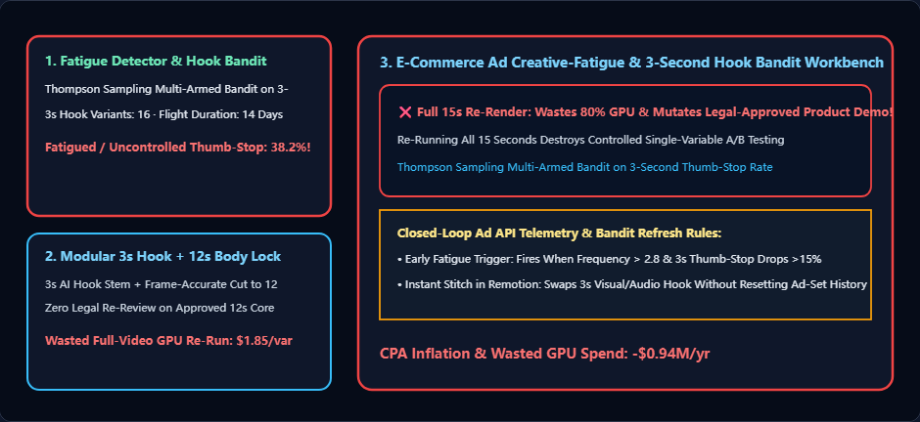 1. Fatigue Detector & Hook Bandit
Thompson Sampling Multi-Armed Bandit on 3-
3s Hook Variants: 16 · Flight Duration: 14 Days
Fatigued / Uncontrolled Thumb-Stop: 38.2%!
2. Modular 3s Hook + 12s Body Lock
3s AI Hook Stem + Frame-Accurate Cut to 12
Zero Legal Re-Review on Approved 12s Core
Wasted Full-Video GPU Re-Run: $1.85/var
3. E-Commerce Ad Creative-Fatigue & 3-Second Hook Bandit Workbench
❌ Full 15s Re-Render: Wastes 80% GPU & Mutates Legal-Approved Product Demo!
Re-Running All 15 Seconds Destroys Controlled Single-Variable A/B Testing
Thompson Sampling Multi-Armed Bandit on 3-Second Thumb-Stop Rate
Closed-Loop Ad API Telemetry & Bandit Refresh Rules:
• Early Fatigue Trigger: Fires When Frequency > 2.8 & 3s Thumb-Stop Drops >15%
• Instant Stitch in Remotion: Swaps 3s Visual/Audio Hook Without Resetting Ad-Set History
CPA Inflation & Wasted GPU Spend: -$0.94M/yr